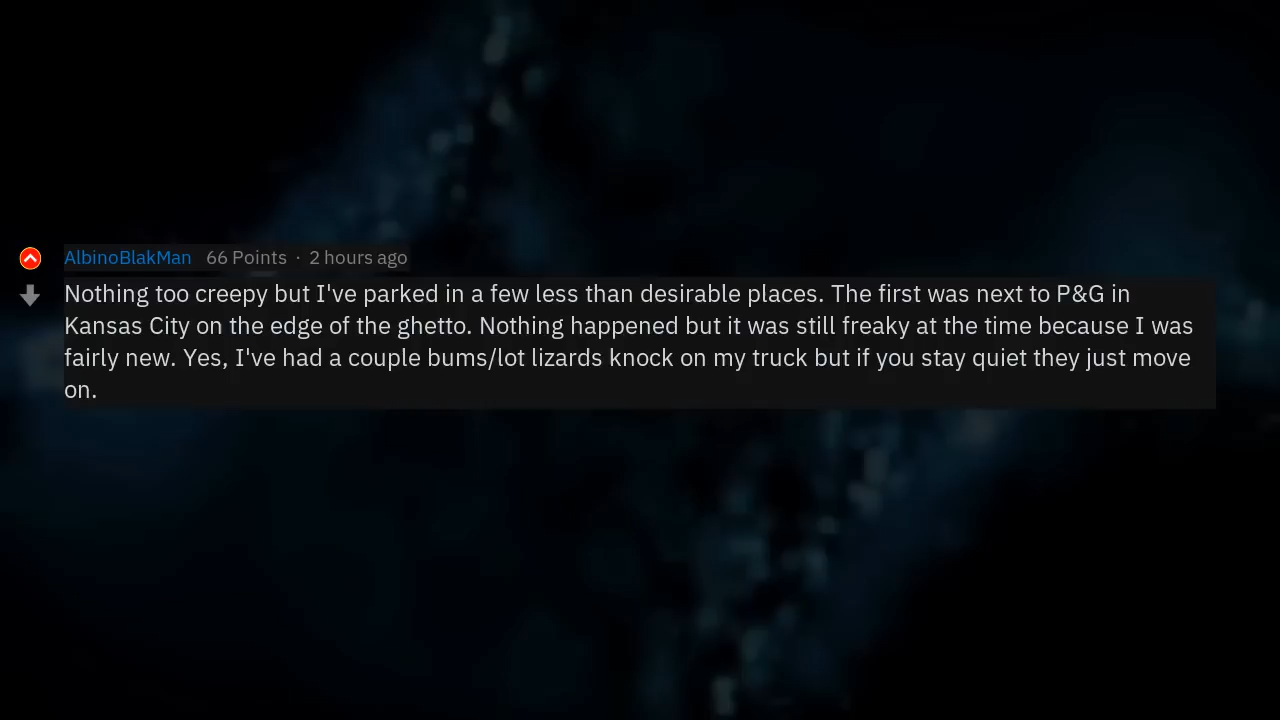 AlbinoBlakMan 66 Points · 2 hours ago
Nothing too creepy but I've parked in a few less than desirable places. The first was next to P&G in
Kansas City on the edge of the ghetto. Nothing happened but it was still freaky at the time because I was
fairly new. Yes, I've had a couple bums/lot lizards knock on my truck but if you stay quiet they just move
on.